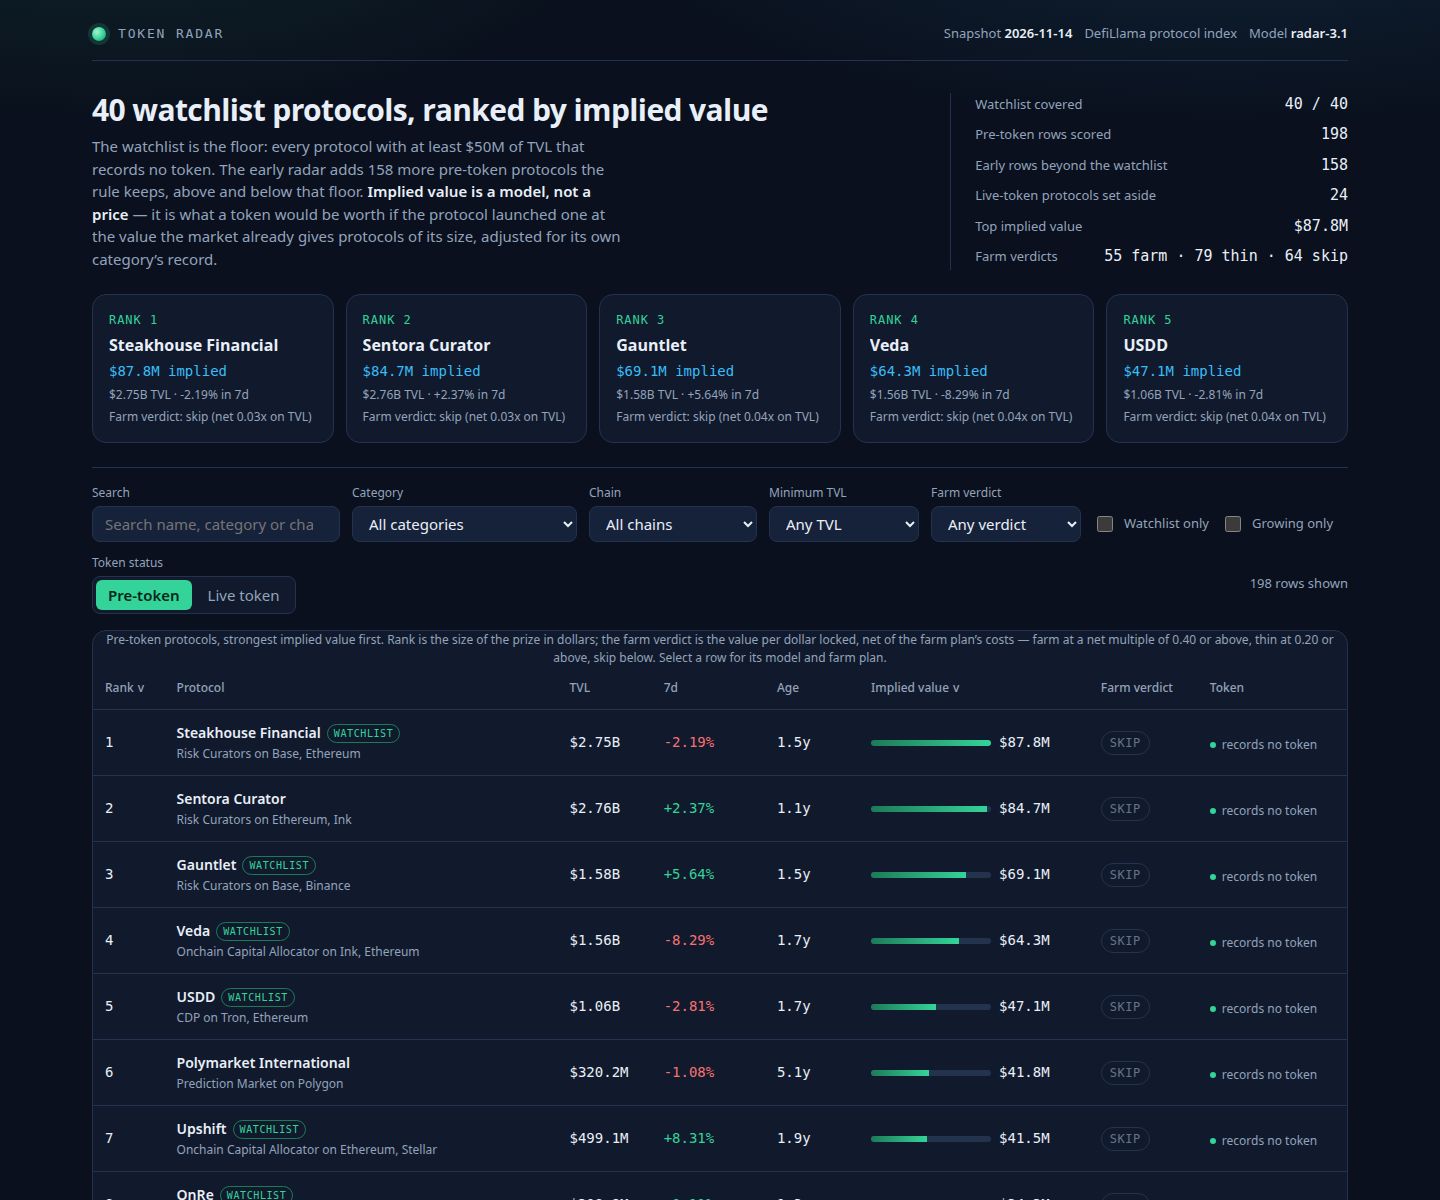 TOKEN RADAR
Snapshot 2026-11-14 DefiLlama protocol index Model radar-3.1
40 watchlist protocols, ranked by implied value
The watchlist is the floor: every protocol with at least $50M of TVL that
records no token. The early radar adds 158 more pre-token protocols the
rule keeps, above and below that floor. Implied value is a model, not a
price — it is what a token would be worth if the protocol launched one at
the value the market already gives protocols of its size, adjusted for its own
category’s record.
Watchlist covered 40 / 40
Pre-token rows scored 198
Early rows beyond the watchlist 158
Live-token protocols set aside 24
Top implied value $87.8M
Farm verdicts 55 farm · 79 thin · 64 skip
RANK 1
Steakhouse Financial
$87.8M implied
$2.75B TVL · -2.19% in 7d
Farm verdict: skip (net 0.03x on TVL)
RANK 2
Sentora Curator
$84.7M implied
$2.76B TVL · +2.37% in 7d
Farm verdict: skip (net 0.03x on TVL)
RANK 3
Gauntlet
$69.1M implied
$1.58B TVL · +5.64% in 7d
Farm verdict: skip (net 0.04x on TVL)
RANK 4
Veda
$64.3M implied
$1.56B TVL · -8.29% in 7d
Farm verdict: skip (net 0.04x on TVL)
RANK 5
USDD
$47.1M implied
$1.06B TVL · -2.81% in 7d
Farm verdict: skip (net 0.04x on TVL)
Search Category Chain Minimum TVL Farm verdict
Search name, category or cha All categories All chains Any TVL Any verdict Watchlist only Growing only
Token status
Pre-token Live token
198 rows shown
Pre-token protocols, strongest implied value first. Rank is the size of the prize in dollars; the farm verdict is the value per dollar locked, net of the farm plan’s costs — farm at a net multiple of 0.40 or above, thin at 0.20 or
above, skip below. Select a row for its model and farm plan.
Rank v Protocol TVL 7d Age Implied value v Farm verdict Token
1 Steakhouse Financial WATCHLIST $2.75B -2.19% 1.5y $87.8M SKIP records no token
Risk Curators on Base, Ethereum
2 Sentora Curator $2.76B +2.37% 1.1y $84.7M SKIP records no token
Risk Curators on Ethereum, Ink
3 Gauntlet WATCHLIST $1.58B +5.64% 1.5y $69.1M SKIP records no token
Risk Curators on Base, Binance
4 Veda WATCHLIST $1.56B -8.29% 1.7y $64.3M SKIP records no token
Onchain Capital Allocator on Ink, Ethereum
5 USDD WATCHLIST $1.06B -2.81% 1.7y $47.1M SKIP records no token
CDP on Tron, Ethereum
6 Polymarket International $320.2M -1.08% 5.1y $41.8M SKIP records no token
Prediction Market on Polygon
7 Upshift WATCHLIST $499.1M +8.31% 1.9y $41.5M SKIP records no token
Onchain Capital Allocator on Ethereum, Stellar
OnRe WATCHLIST